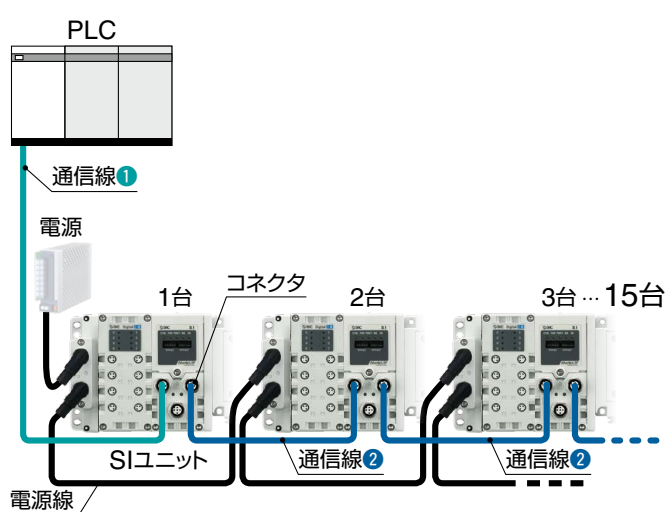 PLC
通信線❶
電源
1台
コネクタ
2台
3台…15台
SIユニット
通信線❷
通信線❷
電源線